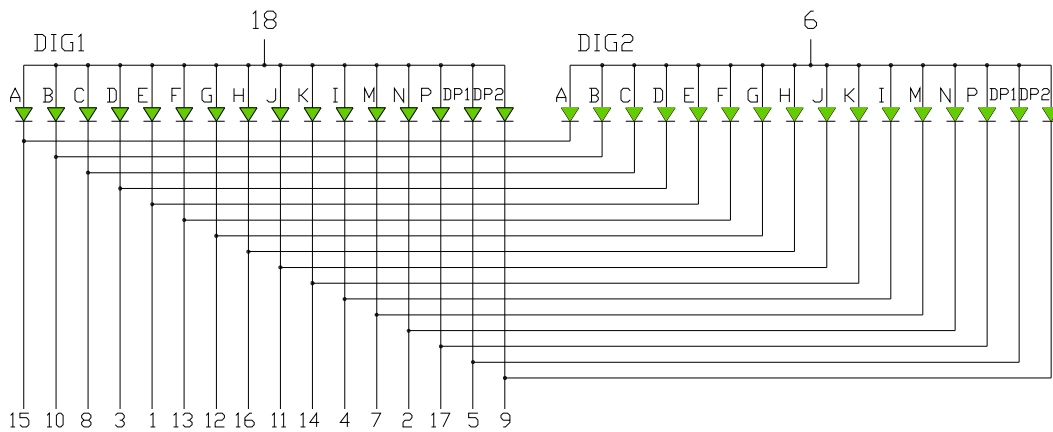 18 6
DIG1 DIG2
A B C D E F G H J K I M N P DP1 DP2 A B C D E F G H J K I M N P DP1 DP2
15 10 8 3 1 13 12 16 11 14 4 7 2 17 5 9